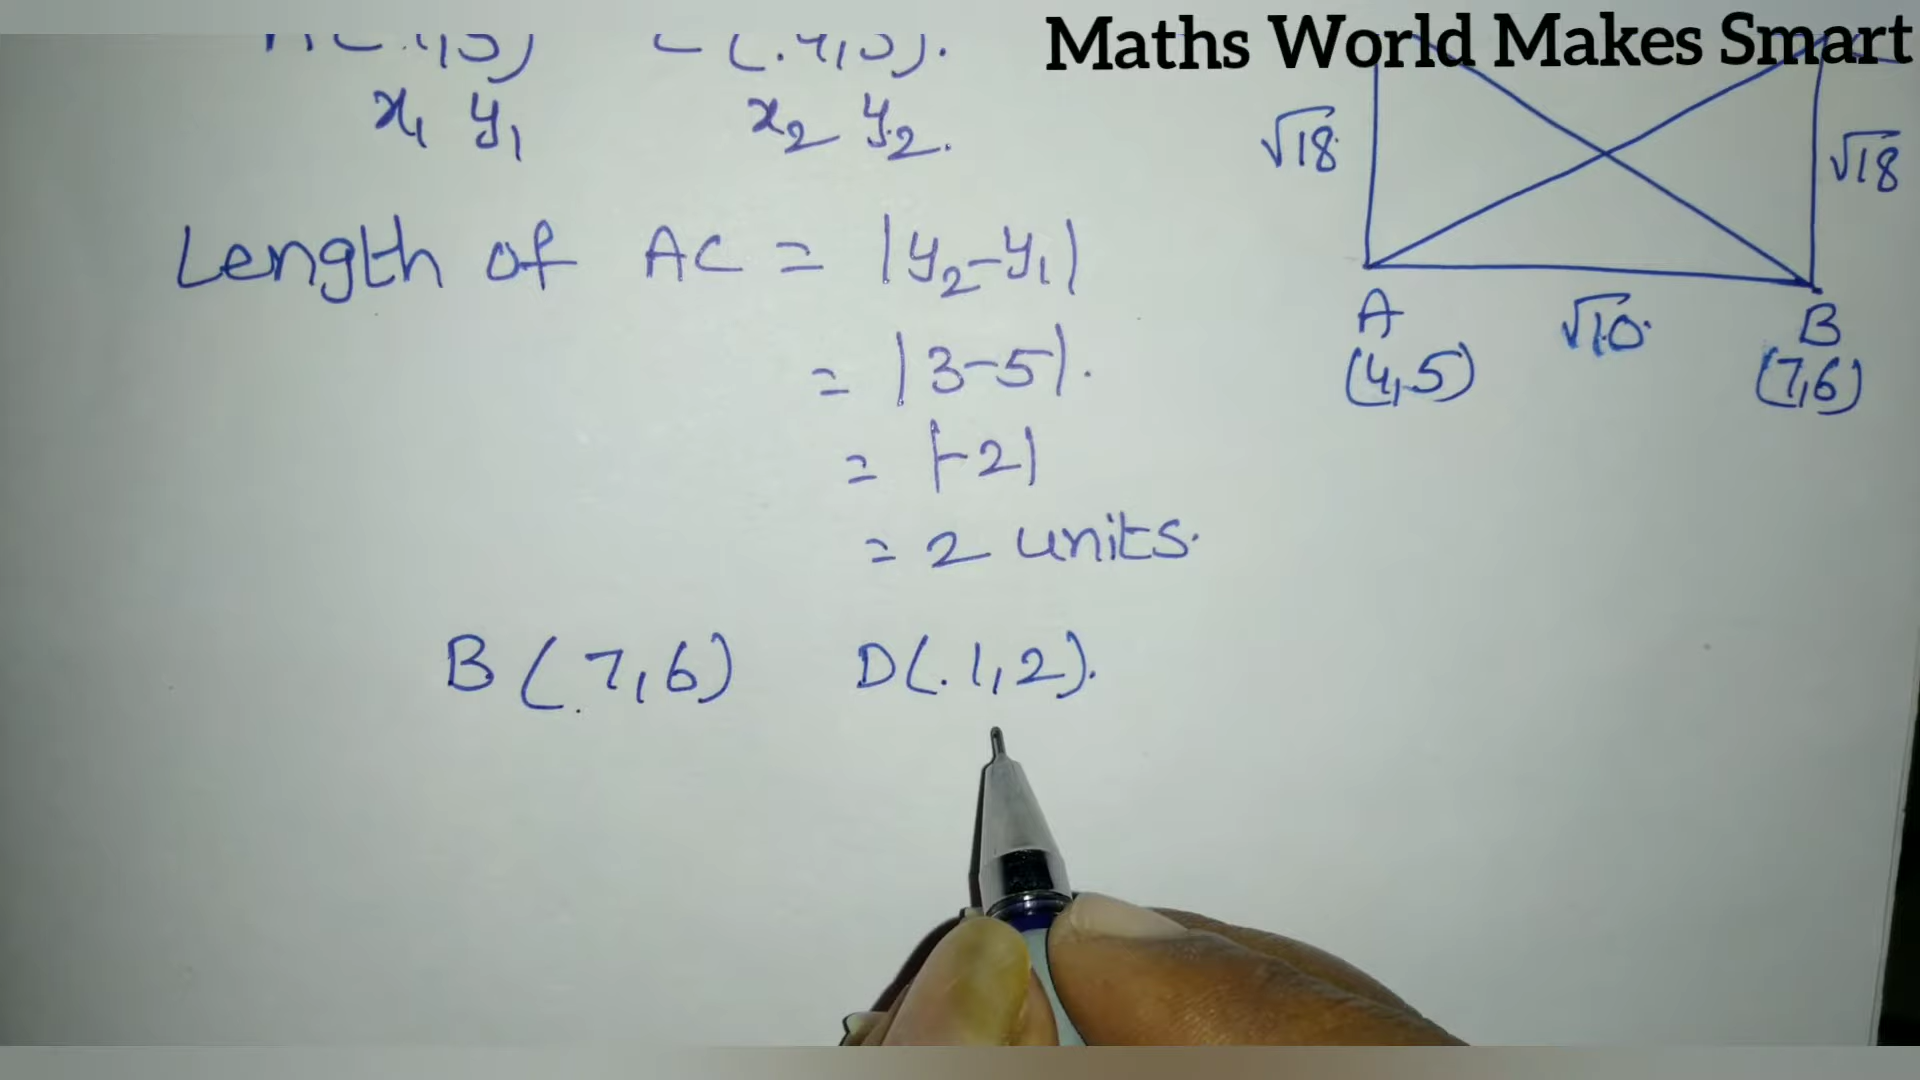 Maths World Makes Smart
x₁ y₁ x₂ y₂.
√18 √18
Length of AC = |y₂-y₁|
= |3-5|.
= |-2|
= 2 units.
A √10. B
(4,5) (7,6)
B (.7,6) D(.1,2).